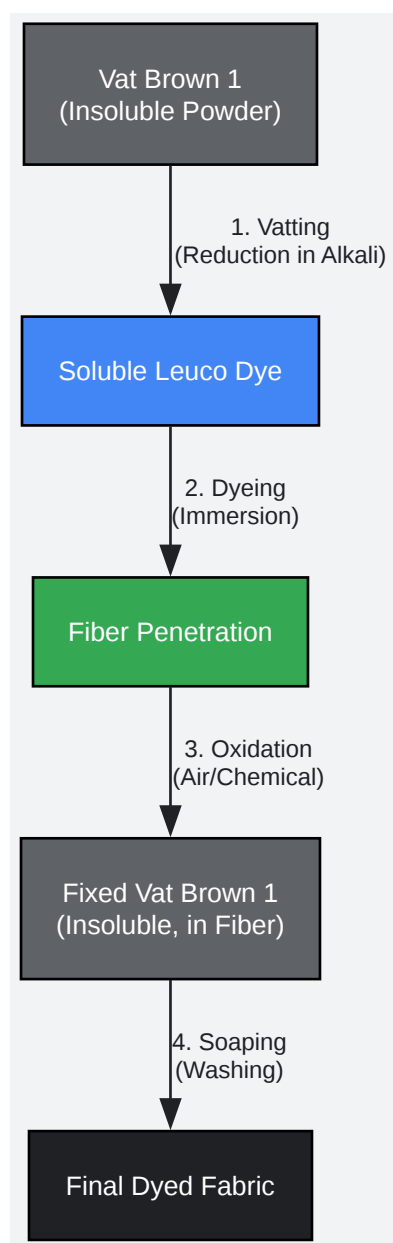 Vat Brown 1
(Insoluble Powder)
1. Vatting
(Reduction in Alkali)
Soluble Leuco Dye
2. Dyeing
(Immersion)
Fiber Penetration
3. Oxidation
(Air/Chemical)
Fixed Vat Brown 1
(Insoluble, in Fiber)
4. Soaping
(Washing)
Final Dyed Fabric